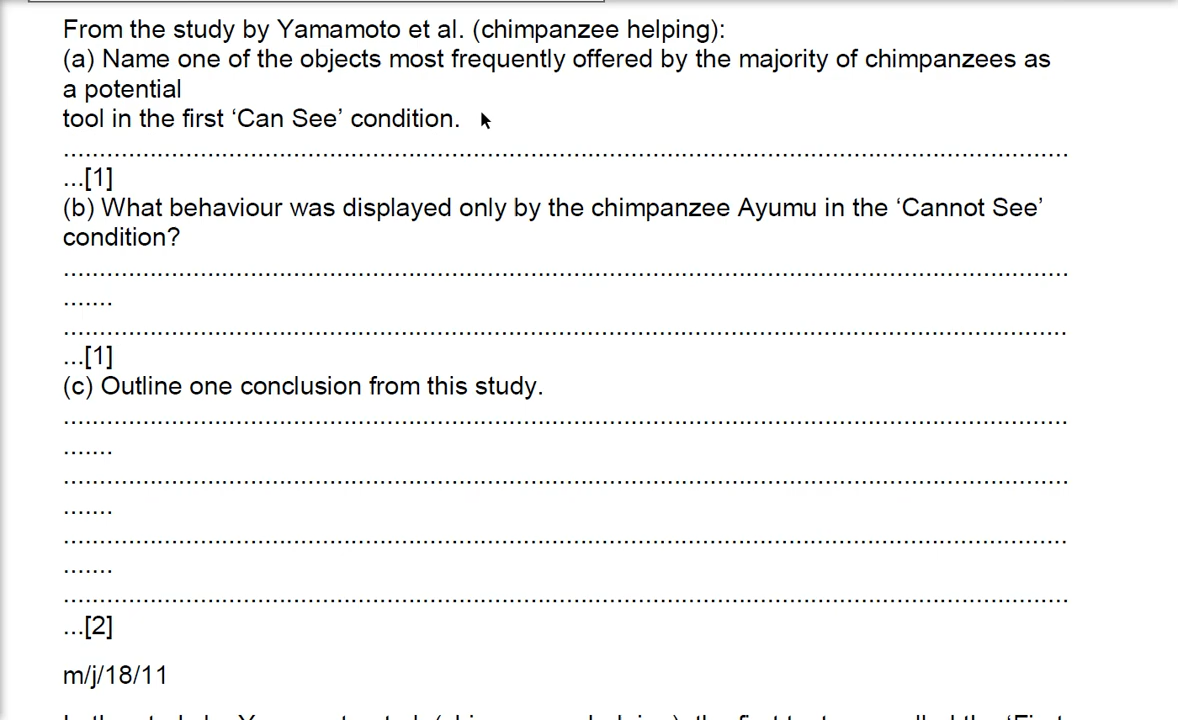 From the study by Yamamoto et al. (chimpanzee helping):
(a) Name one of the objects most frequently offered by the majority of chimpanzees as
a potential
tool in the first ‘Can See’ condition.
...........................................................................................................................................
...[1]
(b) What behaviour was displayed only by the chimpanzee Ayumu in the ‘Cannot See’
condition?
...........................................................................................................................................
.......
...........................................................................................................................................
...[1]
(c) Outline one conclusion from this study.
...........................................................................................................................................
.......
...........................................................................................................................................
.......
...........................................................................................................................................
.......
...........................................................................................................................................
...[2]
m/j/18/11